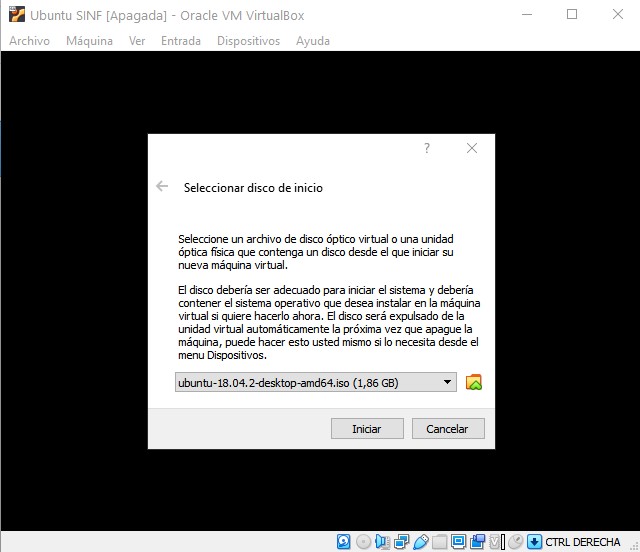 Ubuntu SINF [Apagada] - Oracle VM VirtualBox
Archivo Máquina Ver Entrada Dispositivos Ayuda
?
Seleccionar disco de inicio
Seleccione un archivo de disco óptico virtual o una unidad
óptica física que contenga un disco desde el que iniciar su
nueva máquina virtual.
El disco debería ser adecuado para iniciar el sistema y debería
contener el sistema operativo que desea instalar en la máquina
virtual si quiere hacerlo ahora. El disco será expulsado de la
unidad virtual automáticamente la próxima vez que apague la
máquina, puede hacer esto usted mismo si lo necesita desde el
menu Dispositivos.
ubuntu-18.04.2-desktop-amd64.iso (1,86 GB)
Iniciar Cancelar
CTRL DERECHA